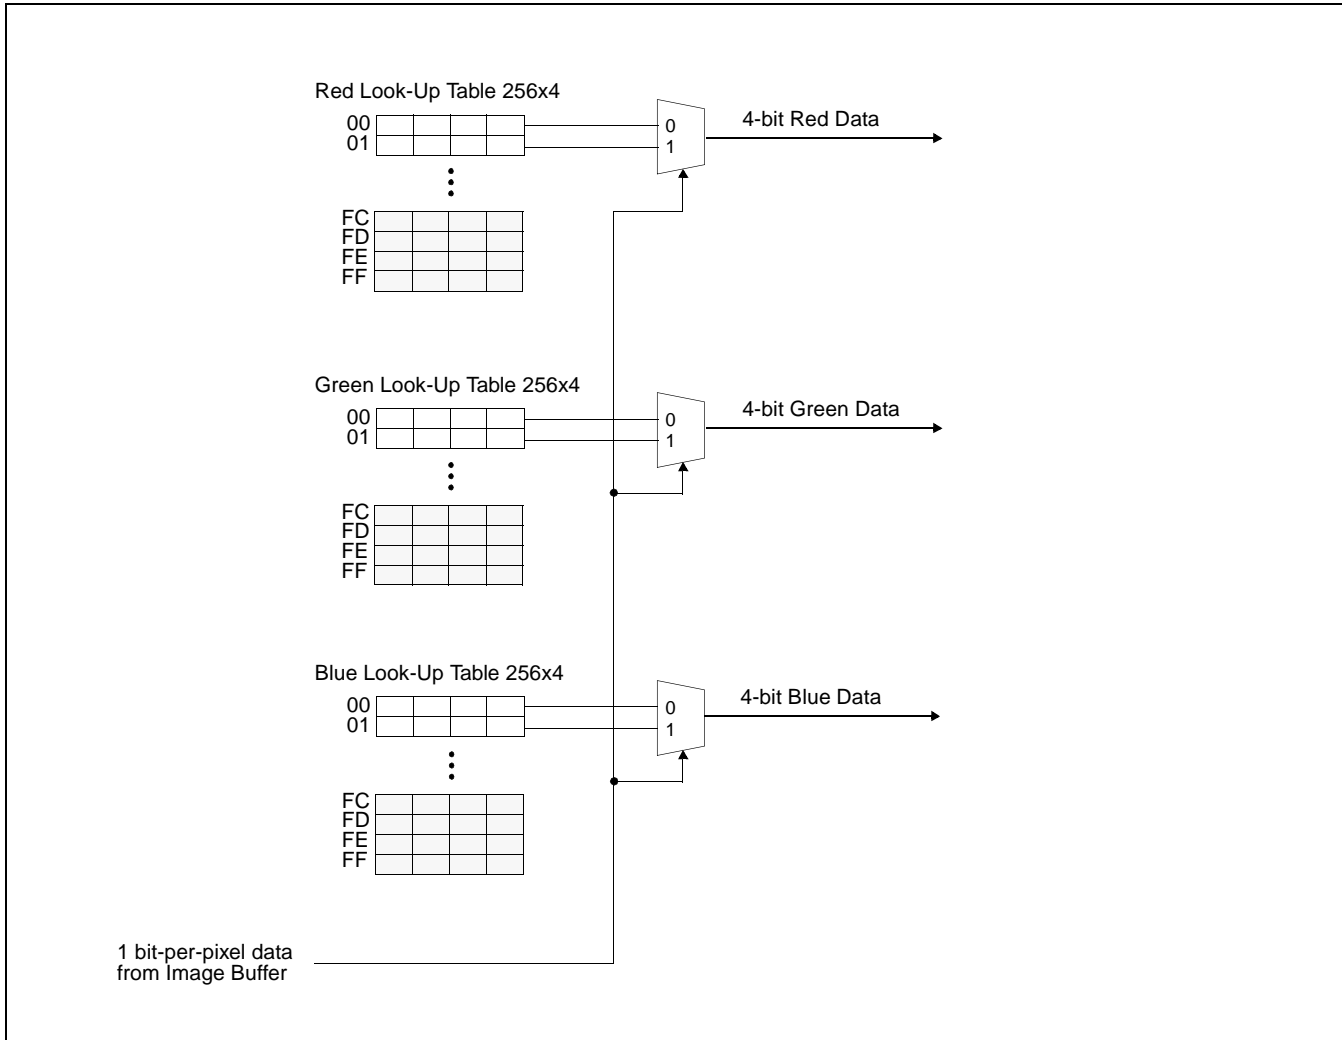 Red Look-Up Table 256x4
00
01
FC
FD
FE
FF
0
1
4-bit Red Data
Green Look-Up Table 256x4
00
01
FC
FD
FE
FF
0
1
4-bit Green Data
Blue Look-Up Table 256x4
00
01
FC
FD
FE
FF
0
1
4-bit Blue Data
1 bit-per-pixel data
from Image Buffer